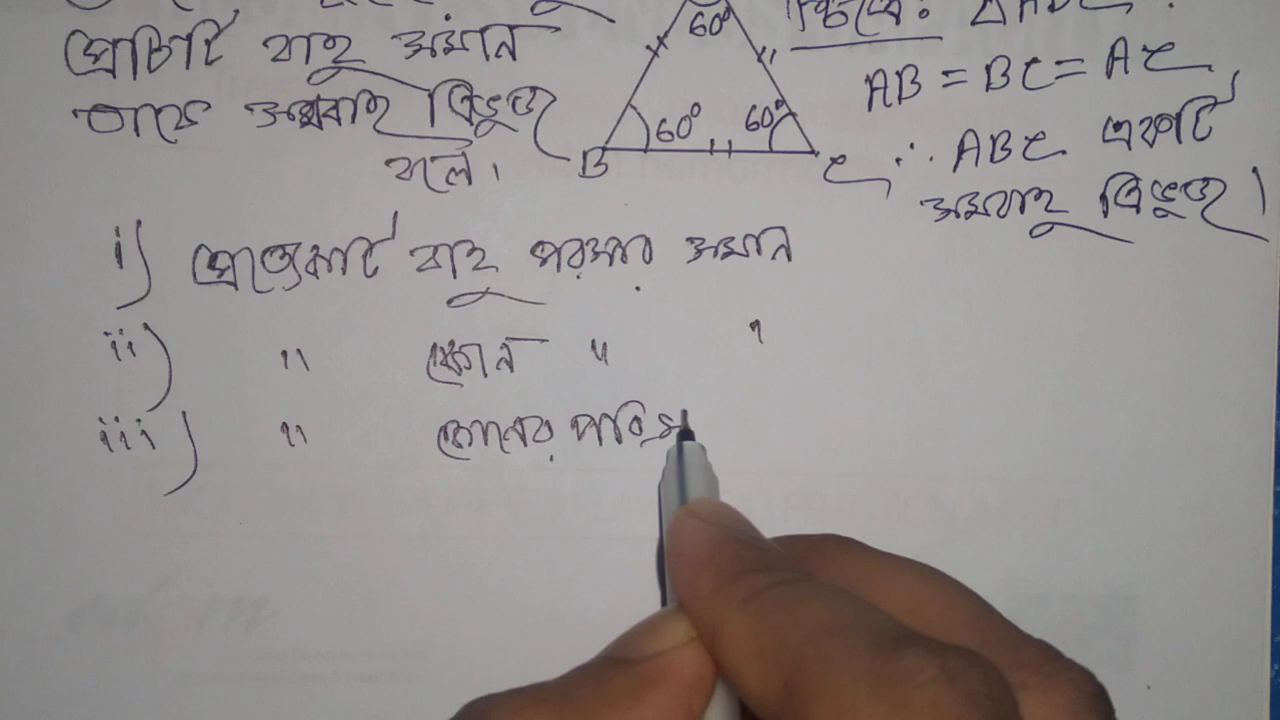 প্রতিটি বাহু সমান
তাকে সমবাহু ত্রিভুজ
বলে।
60°
60° 60°
B C
চিত্রে: ΔABC
AB = BC = AC
∴ ABC একটি
সমবাহু ত্রিভুজ।
i) প্রত্যেকটি বাহু পরস্পর সমান
ii) " কোন " "
iii) " কোনের পরিম